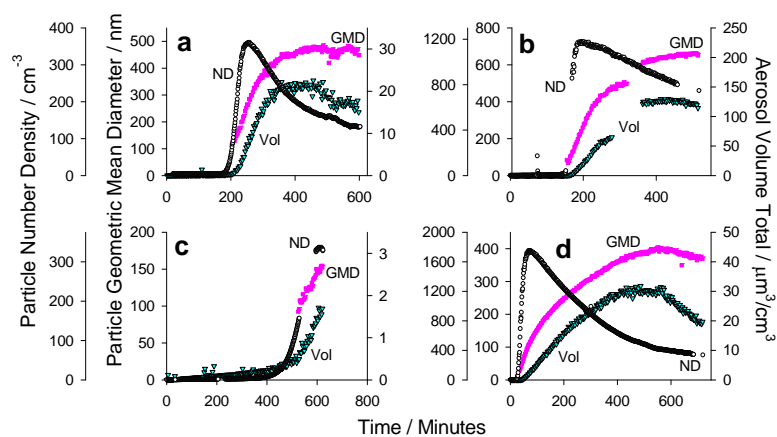 Particle Number Density / cm-3
Particle Geometric Mean Diameter / nm
400
300
200
100
0
500
400
300
200
100
0
a
GMD
ND
Vol
30
20
10
0
0 200 400 600 800
1200
800
400
0
800
600
400
200
0
b
GMD
ND
Vol
250
200
150
100
50
0
0 200 400
300
200
100
0
200
150
100
50
0
c
ND
GMD
Vol
3
2
1
0
0 200 400 600 800
2000
1600
1200
800
400
0
400
300
200
100
0
d
GMD
Vol
ND
50
40
30
20
10
0
0 200 400 600
Aerosol Volume Total / μm3/cm3
Time / Minutes